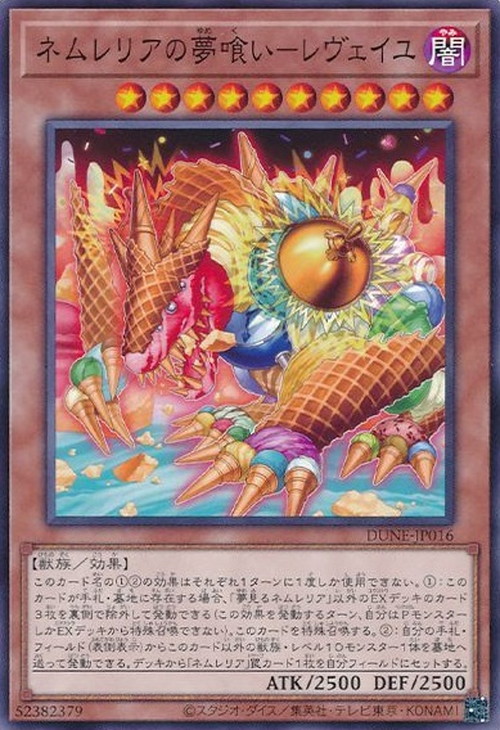 ネムレリアの夢喰い－レヴェイユ
闇
DUNE-JP016
【獣族／効果】
このカード名の①②の効果はそれぞれ1ターンに1度しか使用できない。①：この
カードが手札・墓地に存在する場合、「夢見るネムレリア」以外のEXデッキのカード
3枚を裏側で除外して発動できる（この効果を発動するターン、自分はPモンスター
しかEXデッキから特殊召喚できない）。このカードを特殊召喚する。②：自分の手札・
フィールド（表側表示）からこのカード以外の獣族・レベル10モンスター1体を墓地へ
送って発動できる。デッキから「ネムレリア」罠カード1枚を自分フィールドにセットする。
ATK/2500 DEF/2500
52382379 ©スタジオ・ダイス／集英社・テレビ東京・KONAMI